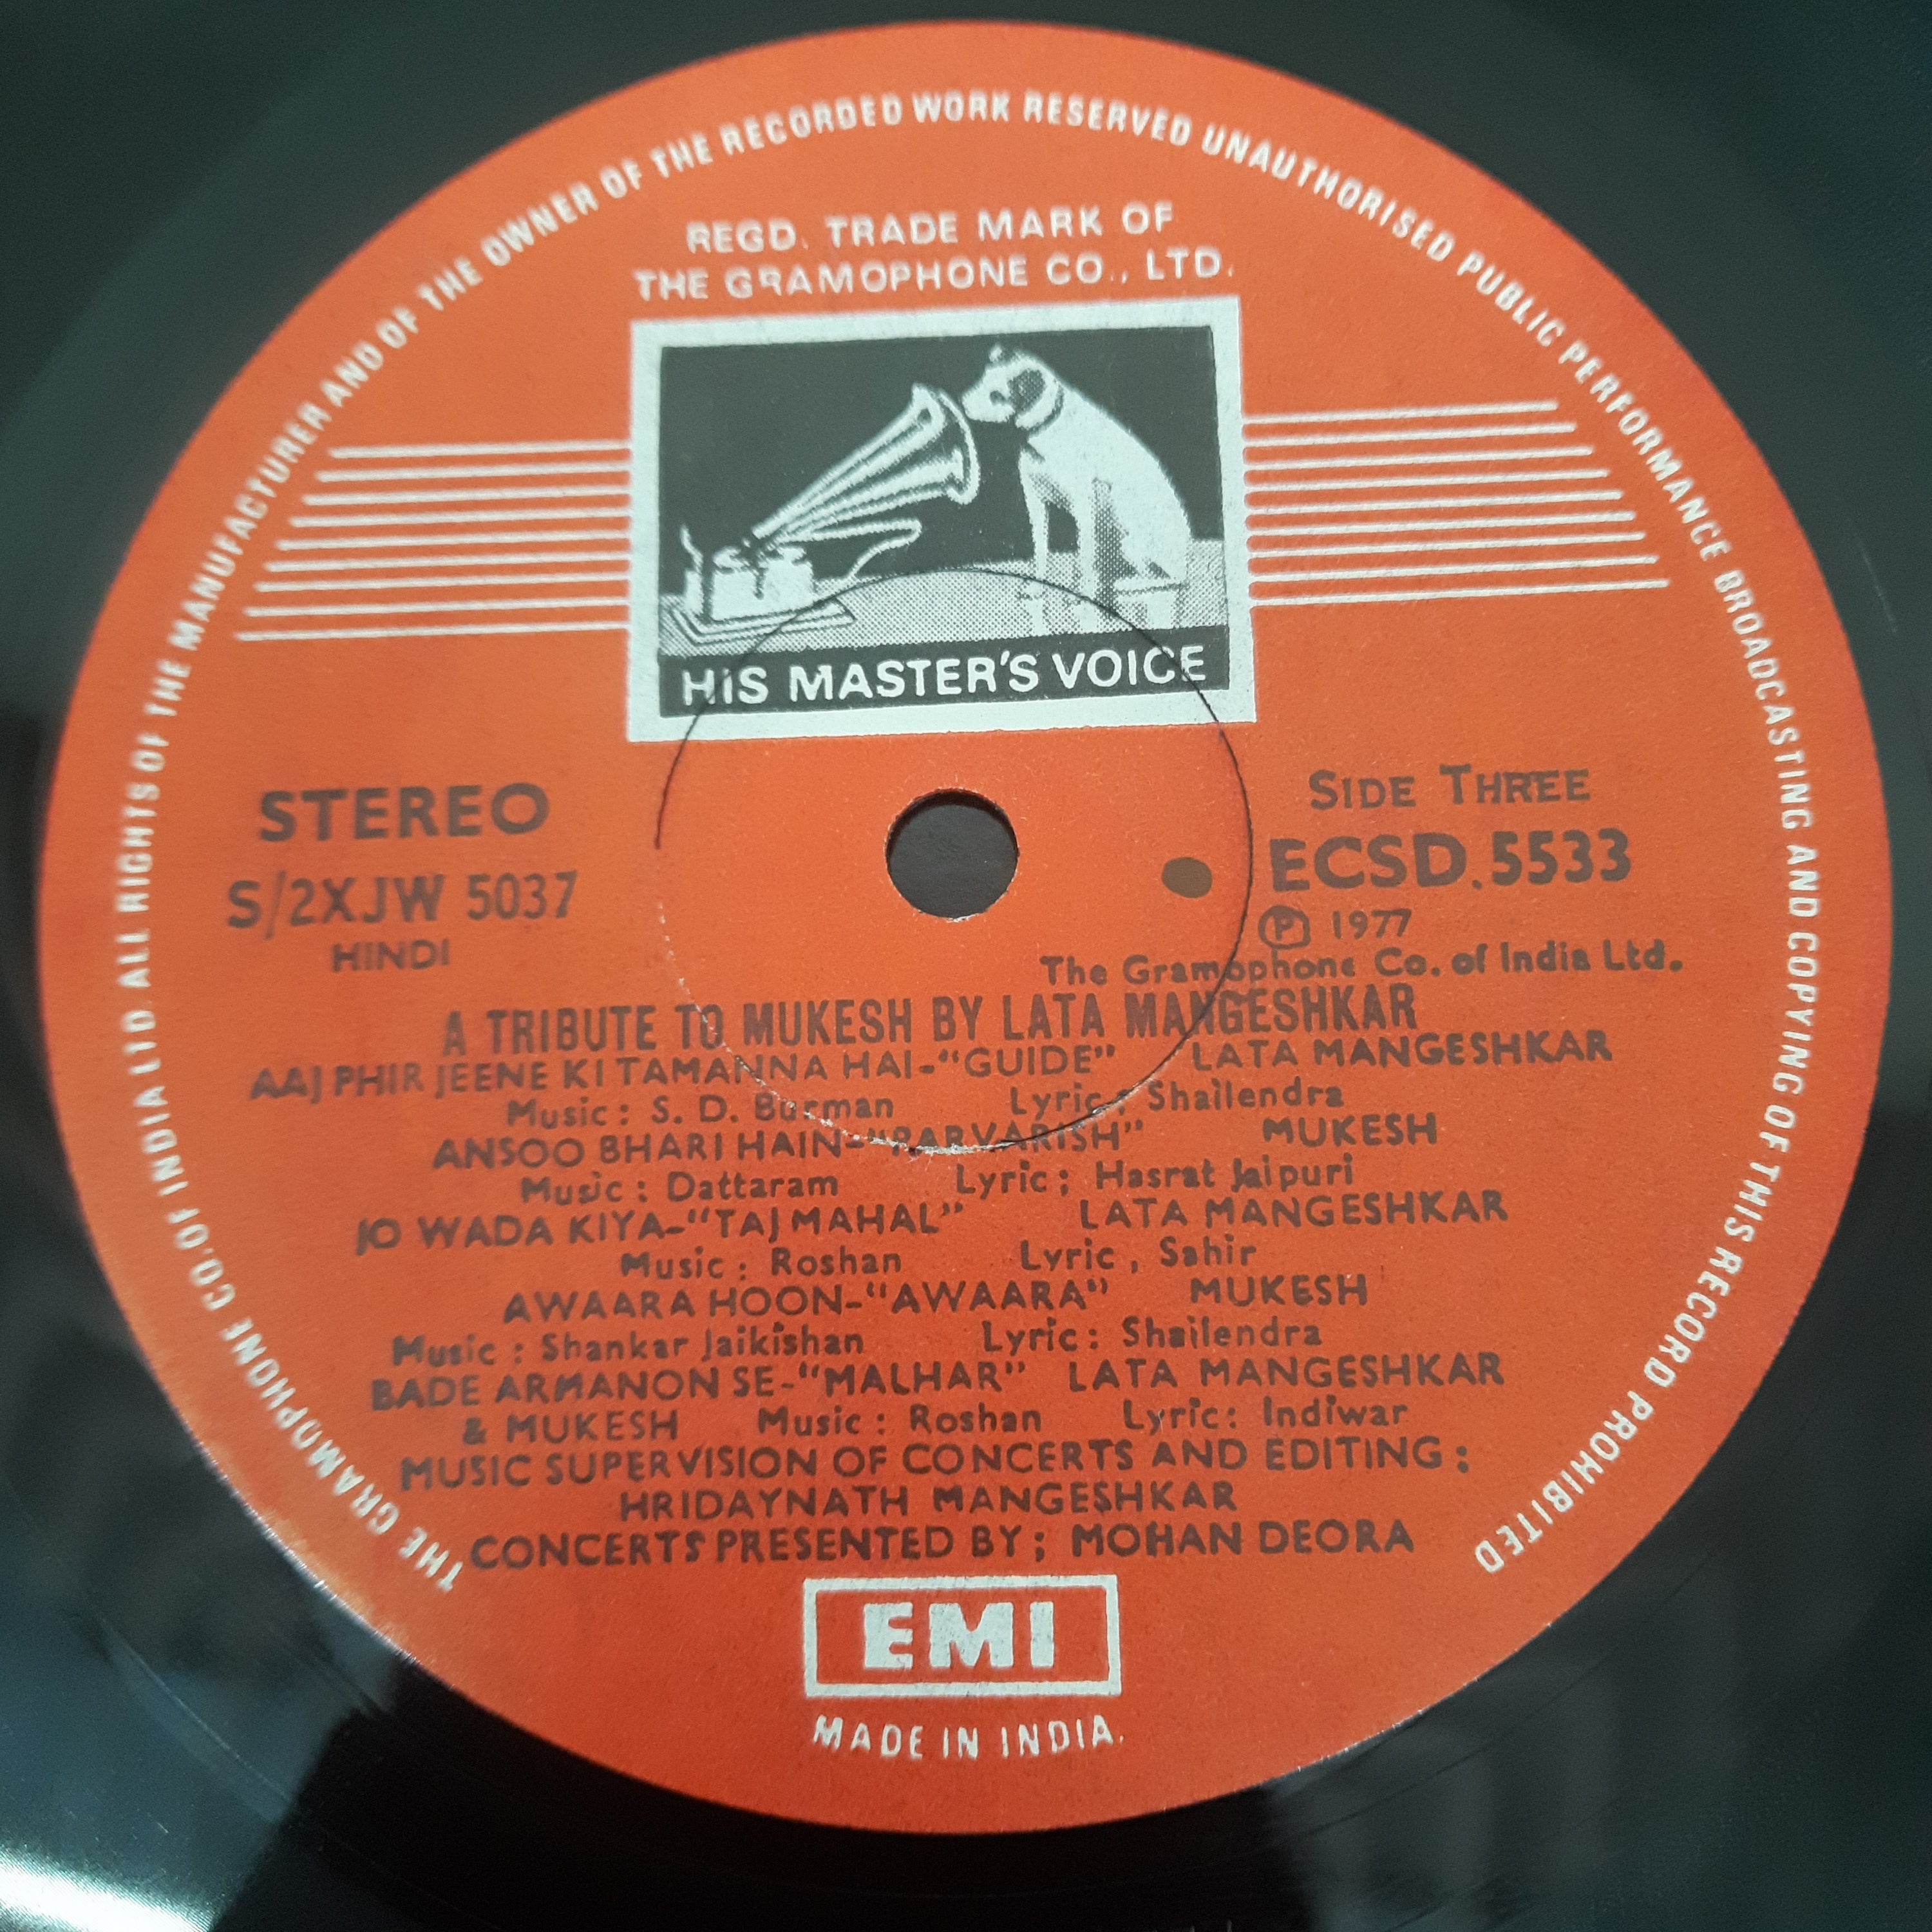 THE GRAMOPHONE CO. OF INDIA LTD. ALL RIGHTS OF THE MANUFACTURER AND OF THE OWNER OF THE RECORDED WORK RESERVED UNAUTHORISED PUBLIC PERFORMANCE BROADCASTING AND COPYING OF THIS RECORD PROHIBITED
REGD. TRADE MARK OF
THE GRAMOPHONE CO., LTD.
HIS MASTER'S VOICE
STEREO
S/2XJW 5037
HINDI
SIDE THREE
ECSD.5533
Ⓟ 1977
The Gramophone Co. of India Ltd.
A TRIBUTE TO MUKESH BY LATA MANGESHKAR
AAJ PHIR JEENE KI TAMANNA HAI-"GUIDE" LATA MANGESHKAR
Music: S. D. Burman Lyric: Shailendra
ANSOO BHARI HAIN-"PARVARISH" MUKESH
Music: Dattaram Lyric; Hasrat Jaipuri
JO WADA KIYA-"TAJ MAHAL" LATA MANGESHKAR
Music: Roshan Lyric, Sahir
AWAARA HOON-"AWAARA" MUKESH
Music: Shankar Jaikishan Lyric: Shailendra
BADE ARMANON SE-"MALHAR" LATA MANGESHKAR
& MUKESH Music: Roshan Lyric: Indiwar
MUSIC SUPERVISION OF CONCERTS AND EDITING:
HRIDAYNATH MANGESHKAR
CONCERTS PRESENTED BY; MOHAN DEORA
EMI
MADE IN INDIA.